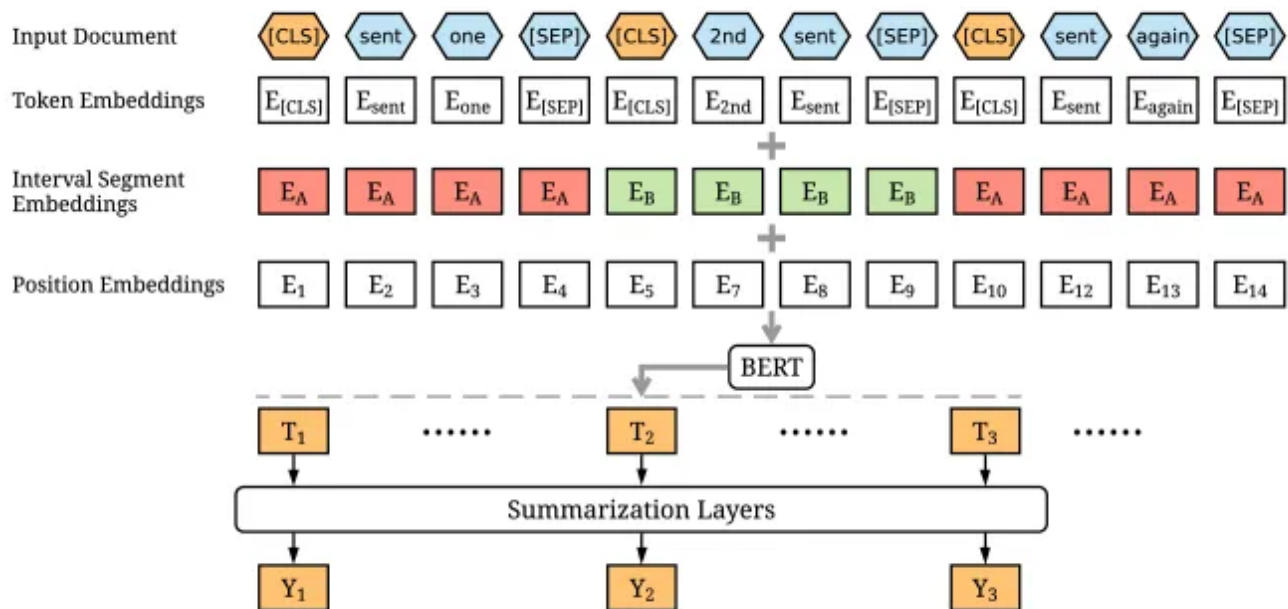 Input Document [CLS] sent one [SEP] [CLS] 2nd sent [SEP] [CLS] sent again [SEP]
Token Embeddings E[CLS] Esent Eone E[SEP] E[CLS] E2nd Esent E[SEP] E[CLS] Esent Eagain E[SEP]
+
Interval Segment
Embeddings EA EA EA EA EB EB EB EB EA EA EA EA
+
Position Embeddings E1 E2 E3 E4 E5 E7 E8 E9 E10 E12 E13 E14
BERT
T1 ...... T2 ...... T3 ......
Summarization Layers
Y1 Y2 Y3